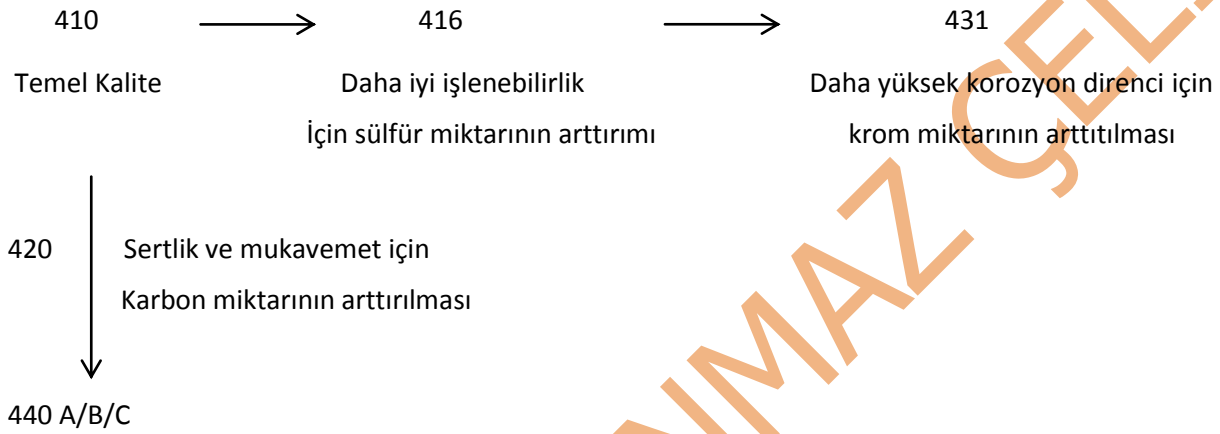 410 416 431
Temel Kalite Daha iyi işlenebilirlik Daha yüksek korozyon direnci için
İçin sülfür miktarının arttırımı krom miktarının arttıtılması
420 Sertlik ve mukavemet için
Karbon miktarının arttırılması
440 A/B/C